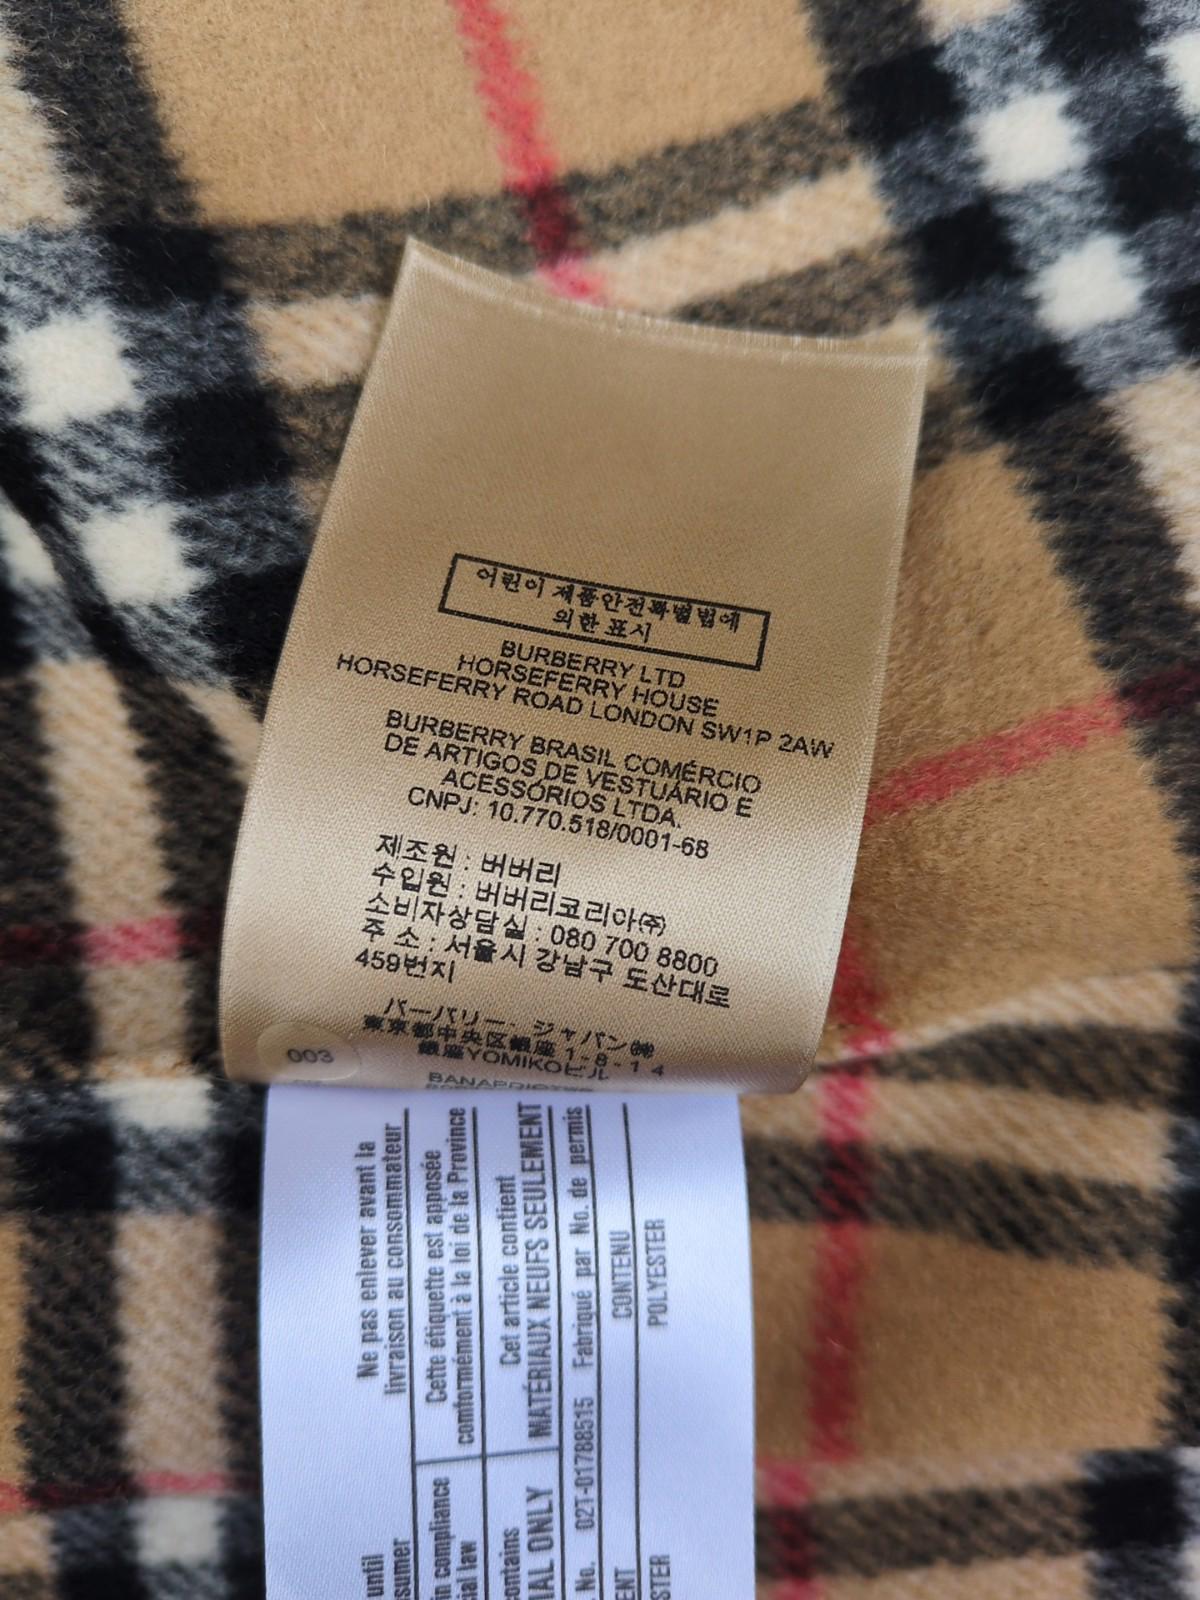 어린이 제품안전특별법에
의한 표시
BURBERRY LTD
HORSEFERRY HOUSE
HORSEFERRY ROAD LONDON SW1P 2AW
BURBERRY BRASIL COMÉRCIO
DE ARTIGOS DE VESTUÁRIO E
ACESSÓRIOS LTDA.
CNPJ: 10.770.518/0001-68
제조원 : 버버리
수입원 : 버버리코리아㈜
소비자상담실 : 080 700 8800
주 소 : 서울시 강남구 도산대로
459번지
バーバリー・ジャパン㈱
東京都中央区銀座1-8-14
銀座YOMIKOビル
003
Ne pas enlever avant la
livraison au consommateur
Cette étiquette est apposée
conformément à la loi de la Province
Cet article contient
MATÉRIAUX NEUFS SEULEMENT
No. 02T-01788515 Fabriqué par No. de permis
CONTENU
POLYESTER
until
in compliance
law
ONLY